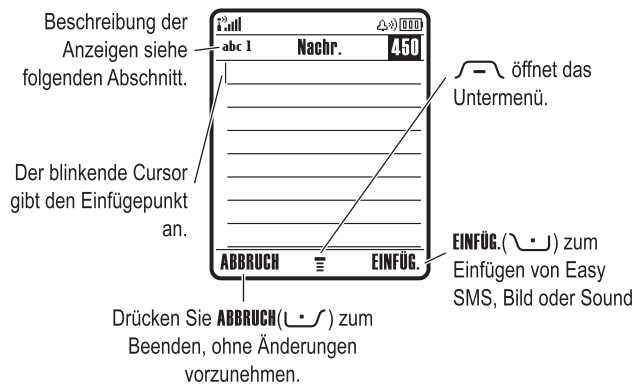 Beschreibung der
Anzeigen siehe
folgenden Abschnitt.
abc 1 Nachr. 450
öffnet das
Untermenü.
Der blinkende Cursor
gibt den Einfügepunkt
an.
ABBRUCH EINFÜG.
EINFÜG.( ) zum
Einfügen von Easy
SMS, Bild oder Sound
Drücken Sie ABBRUCH( ) zum
Beenden, ohne Änderungen
vorzunehmen.